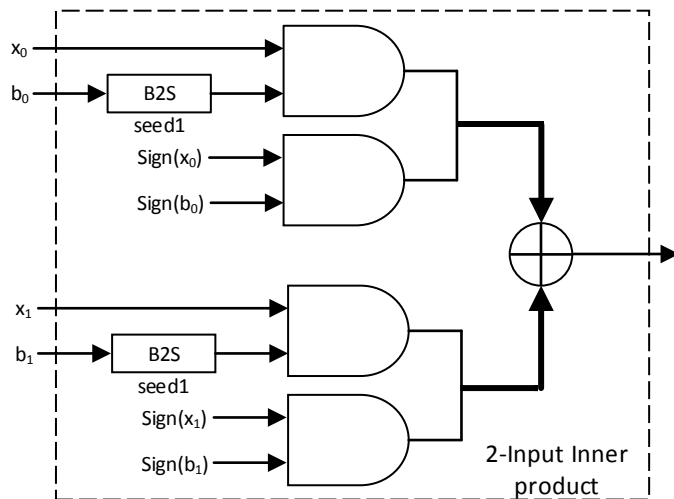 x0
b0
B2S
seed1
Sign(x0)
Sign(b0)
x1
b1
B2S
seed1
Sign(x1)
Sign(b1)
2-Input Inner
product